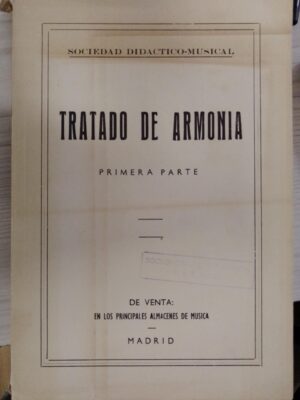 SOCIEDAD DIDACTICO-MUSICAL
TRATADO DE ARMONIA
PRIMERA PARTE
DE VENTA:
EN LOS PRINCIPALES ALMACENES DE MUSICA
MADRID